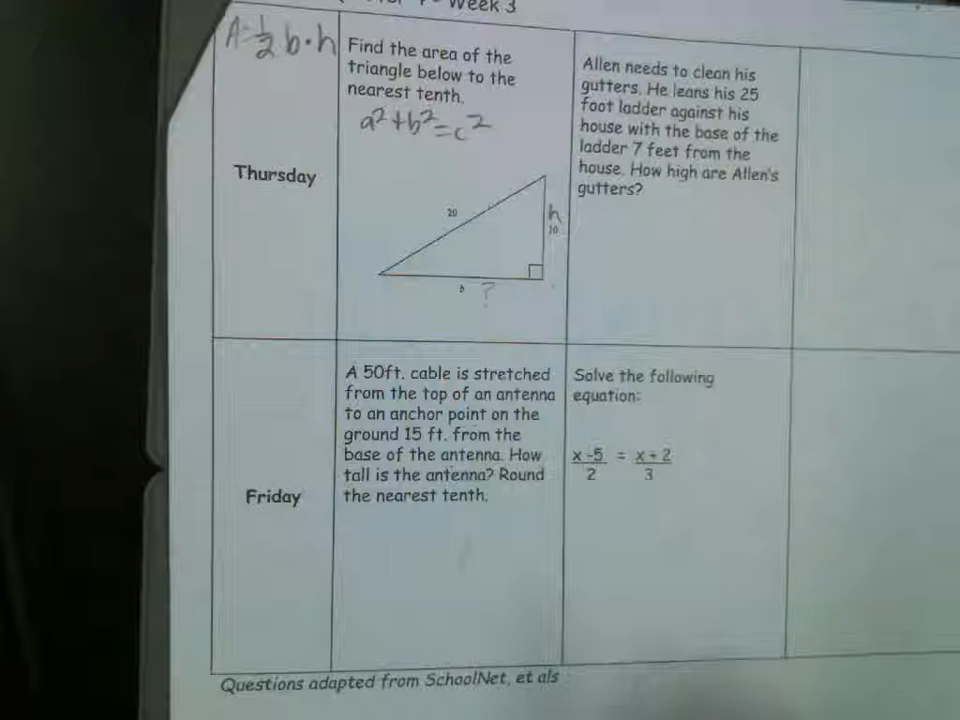 Week 3
A=1/2 b·h
Find the area of the
triangle below to the
nearest tenth.
a²+b²=c²
20
h
10
b ?
Allen needs to clean his
gutters. He leans his 25
foot ladder against his
house with the base of the
ladder 7 feet from the
house. How high are Allen's
gutters?
Thursday
A 50ft. cable is stretched
from the top of an antenna
to an anchor point on the
ground 15 ft. from the
base of the antenna. How
tall is the antenna? Round
the nearest tenth.
Solve the following
equation:
x - 5 = x + 2
2 3
Friday
Questions adapted from SchoolNet, et als